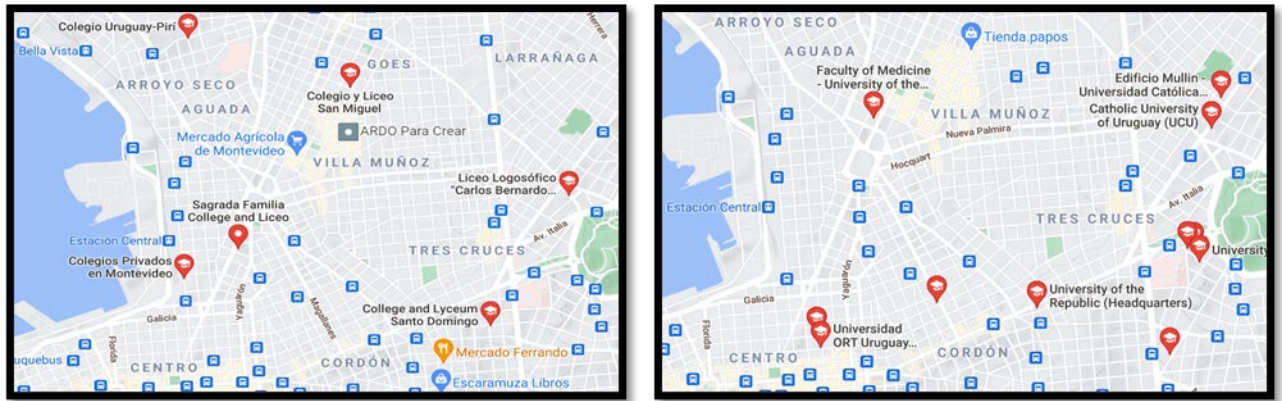 Colegio Uruguay-Pirí
Herrera
Bella Vista
GOES
LARRAÑAGA
ARROYO SECO
Colegio y Liceo
San Miguel
AGUADA
ARDO Para Crear
Mercado Agrícola
de Montevideo
VILLA MUÑOZ
Liceo Logosófico
"Carlos Bernardo...
Sagrada Familia
College and Liceo
Av. Italia
Estación Central
TRES CRUCES
Colegios Privados
en Montevideo
Yaguarón
Magallanes
College and Lyceum
Santo Domingo
Galicia
Florida
uquebus
Mercado Ferrando
CENTRO
CORDÓN
Escaramuza Libros
ARROYO SECO
Tienda.papos
AGUADA
Faculty of Medicine
- University of the...
Edificio Mullin -
Universidad Católica...
Catholic University
of Uruguay (UCU)
VILLA MUÑOZ
Nueva Palmira
Hocquart
Av. Italia
Estación Central
TRES CRUCES
University
Yaguarón
University of the
Republic (Headquarters)
Galicia
Florida
Universidad
ORT Uruguay...
CENTRO
CORDÓN